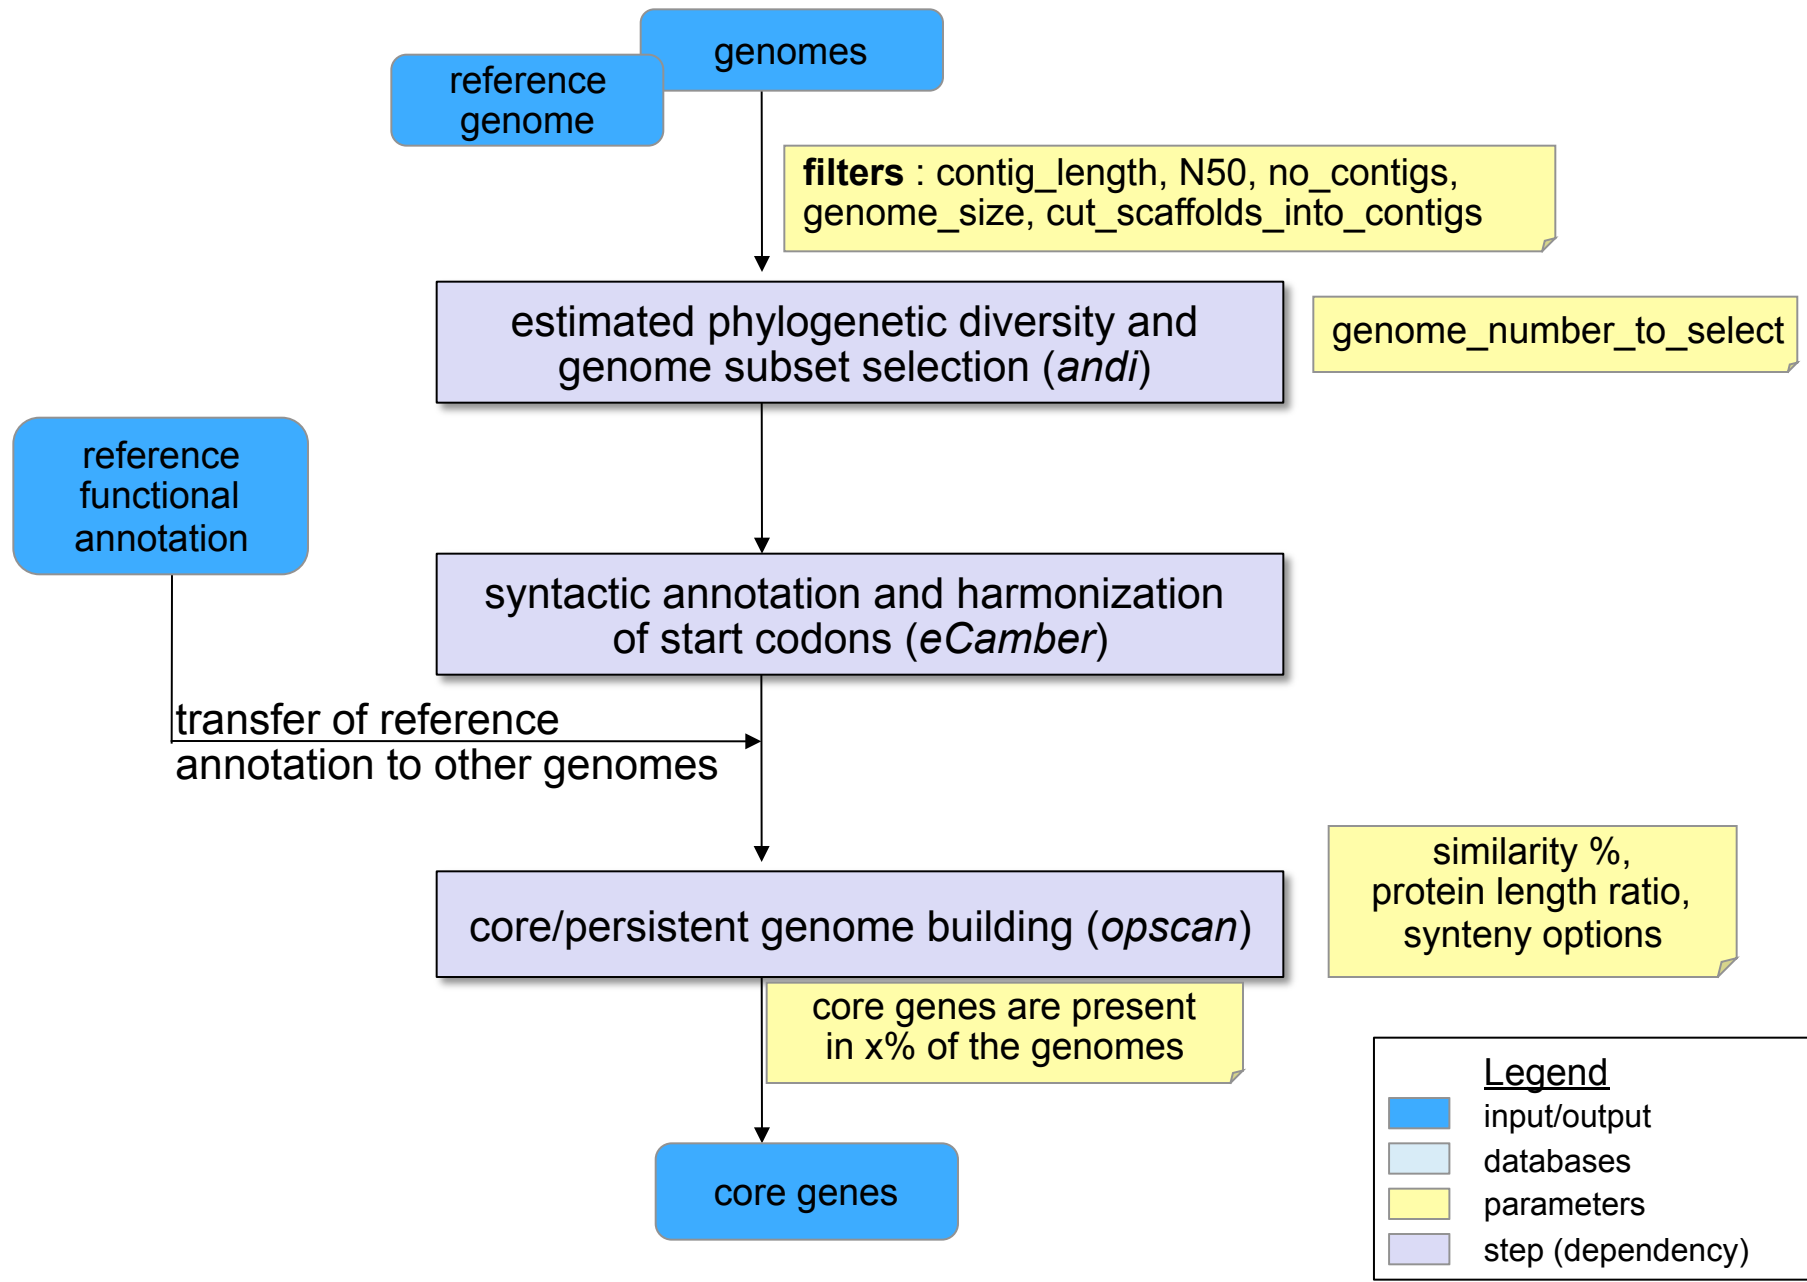 genomes
reference
genome
filters : contig_length, N50, no_contigs,
genome_size, cut_scaffolds_into_contigs
estimated phylogenetic diversity and
genome subset selection (andi)
genome_number_to_select
reference
functional
annotation
syntactic annotation and harmonization
of start codons (eCamber)
transfer of reference
annotation to other genomes
similarity %,
protein length ratio,
synteny options
core/persistent genome building (opscan)
core genes are present
in x% of the genomes
core genes
Legend
input/output
databases
parameters
step (dependency)